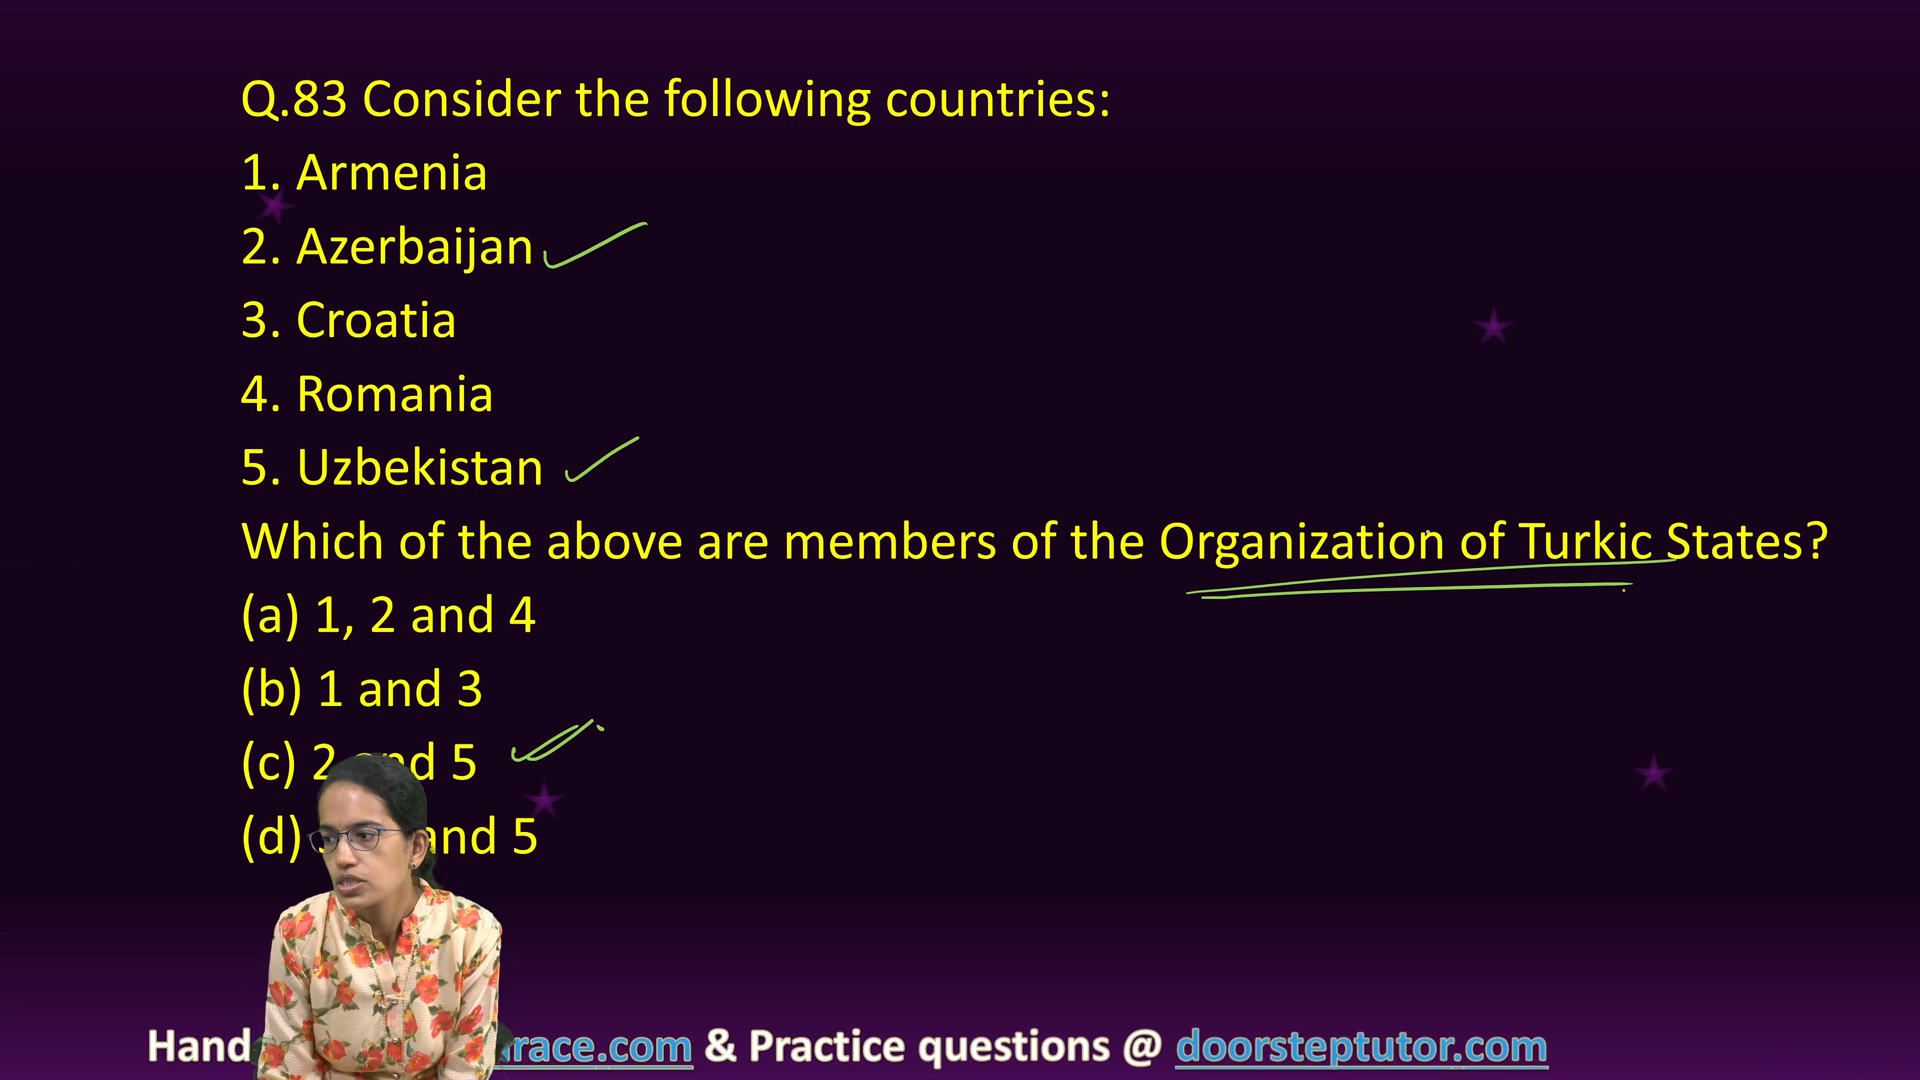 Q.83 Consider the following countries:
1. Armenia
2. Azerbaijan
3. Croatia
4. Romania
5. Uzbekistan
Which of the above are members of the Organization of Turkic States?
(a) 1, 2 and 4
(b) 1 and 3
(c) 2 and 5
(d) and 5
Hand race.com & Practice questions @ doorsteptutor.com